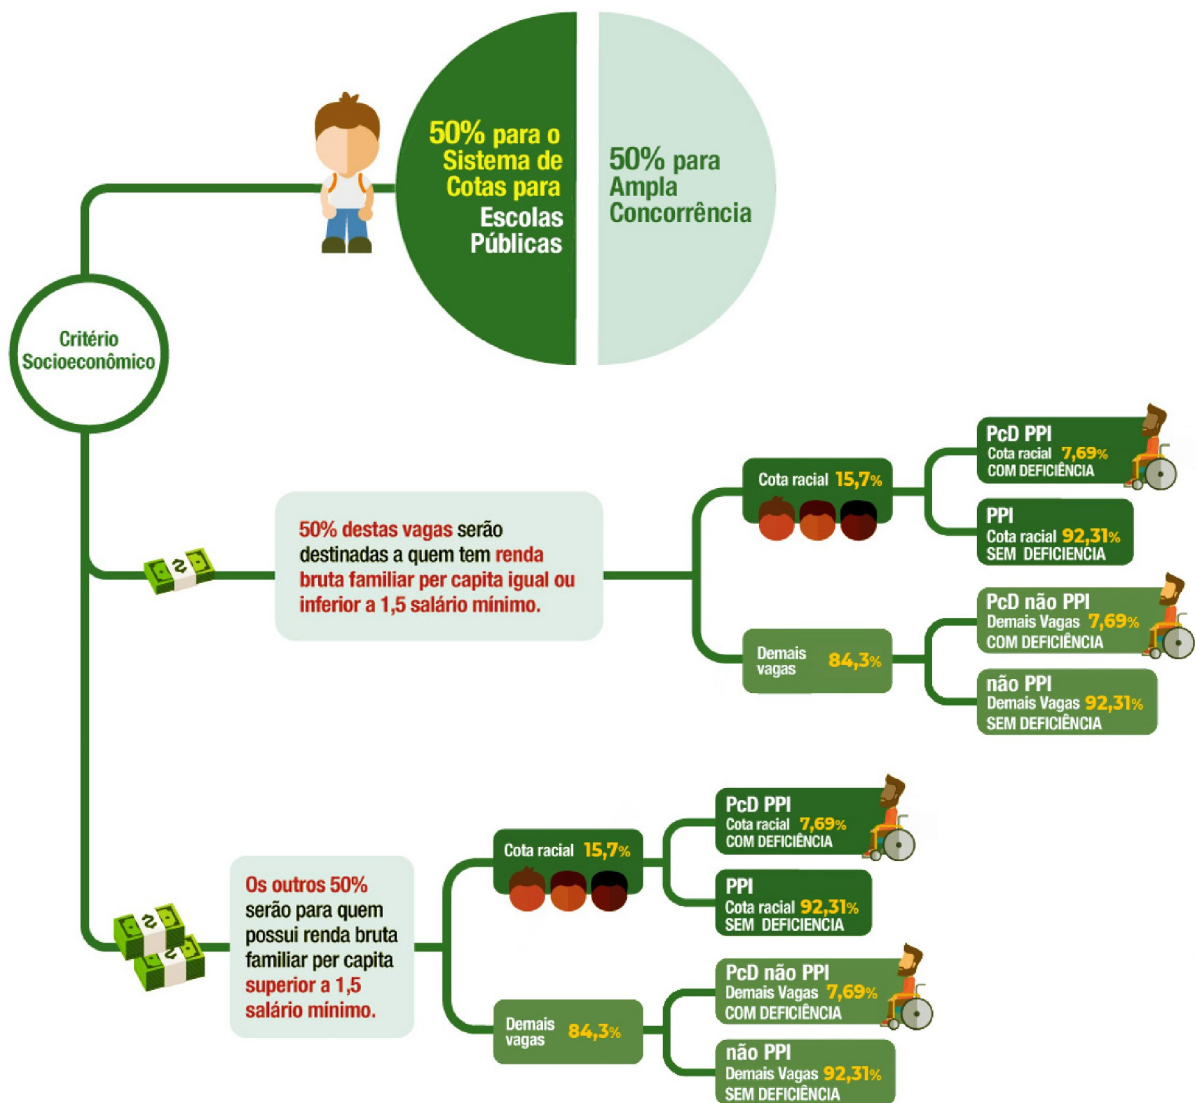 50% para o
Sistema de
Cotas para
Escolas
Públicas
50% para
Ampla
Concorrência
Critério
Socioeconômico
50% destas vagas serão
destinadas a quem tem renda
bruta familiar per capita igual ou
inferior a 1,5 salário mínimo.
Cota racial 15,7%
PcD PPI
Cota racial 7,69%
COM DEFICIÊNCIA
PPI
Cota racial 92,31%
SEM DEFICIENCIA
Demais
vagas 84,3%
PcD não PPI
Demais Vagas 7,69%
COM DEFICIÊNCIA
não PPI
Demais Vagas 92,31%
SEM DEFICIÊNCIA
Os outros 50%
serão para quem
possui renda bruta
familiar per capita
superior a 1,5
salário mínimo.
Cota racial 15,7%
PcD PPI
Cota racial 7,69%
COM DEFICIÊNCIA
PPI
Cota racial 92,31%
SEM DEFICIENCIA
Demais
vagas 84,3%
PcD não PPI
Demais Vagas 7,69%
COM DEFICIÊNCIA
não PPI
Demais Vagas 92,31%
SEM DEFICIÊNCIA